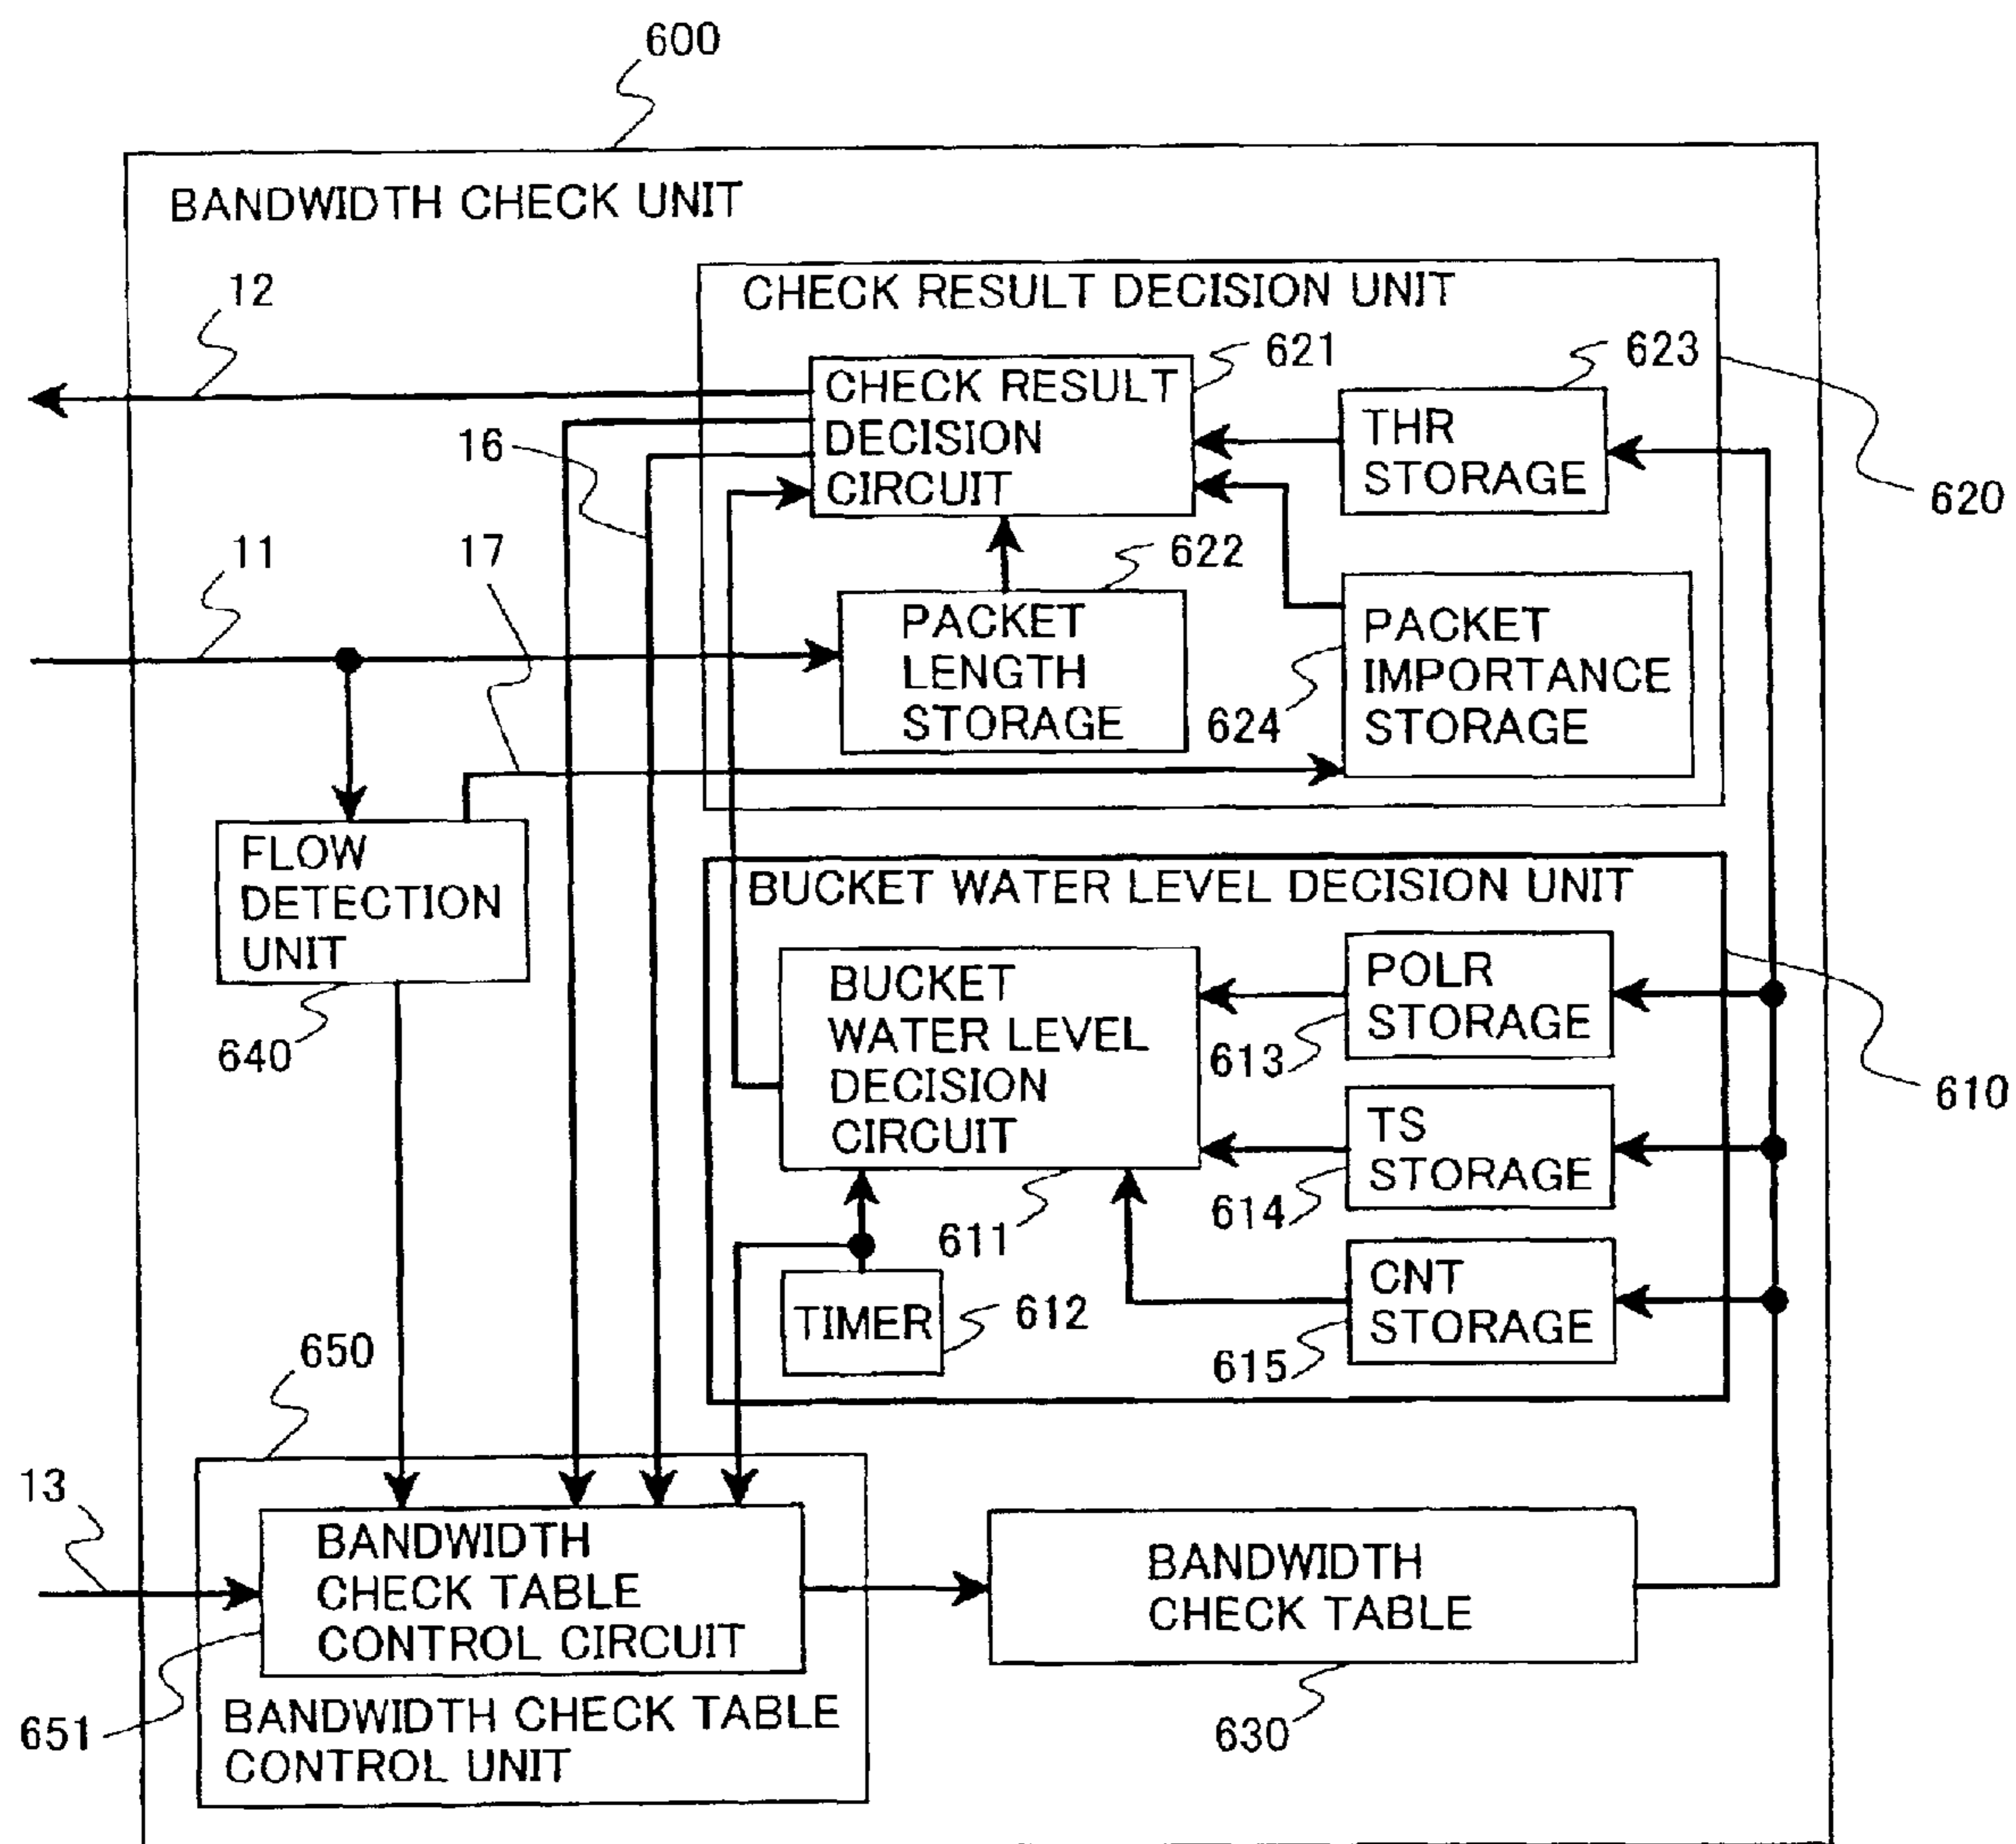 600
BANDWIDTH CHECK UNIT
12
CHECK RESULT DECISION UNIT
621
623
CHECK RESULT
DECISION
CIRCUIT
THR
STORAGE
16
620
11
17
622
PACKET
LENGTH
STORAGE
624
PACKET
IMPORTANCE
STORAGE
FLOW
DETECTION
UNIT
640
BUCKET WATER LEVEL DECISION UNIT
BUCKET
WATER LEVEL
DECISION
CIRCUIT
POLR
STORAGE
613
610
TS
STORAGE
614
611
CNT
STORAGE
615
TIMER
612
650
13
BANDWIDTH
CHECK TABLE
CONTROL CIRCUIT
BANDWIDTH
CHECK TABLE
651
BANDWIDTH CHECK TABLE
CONTROL UNIT
630